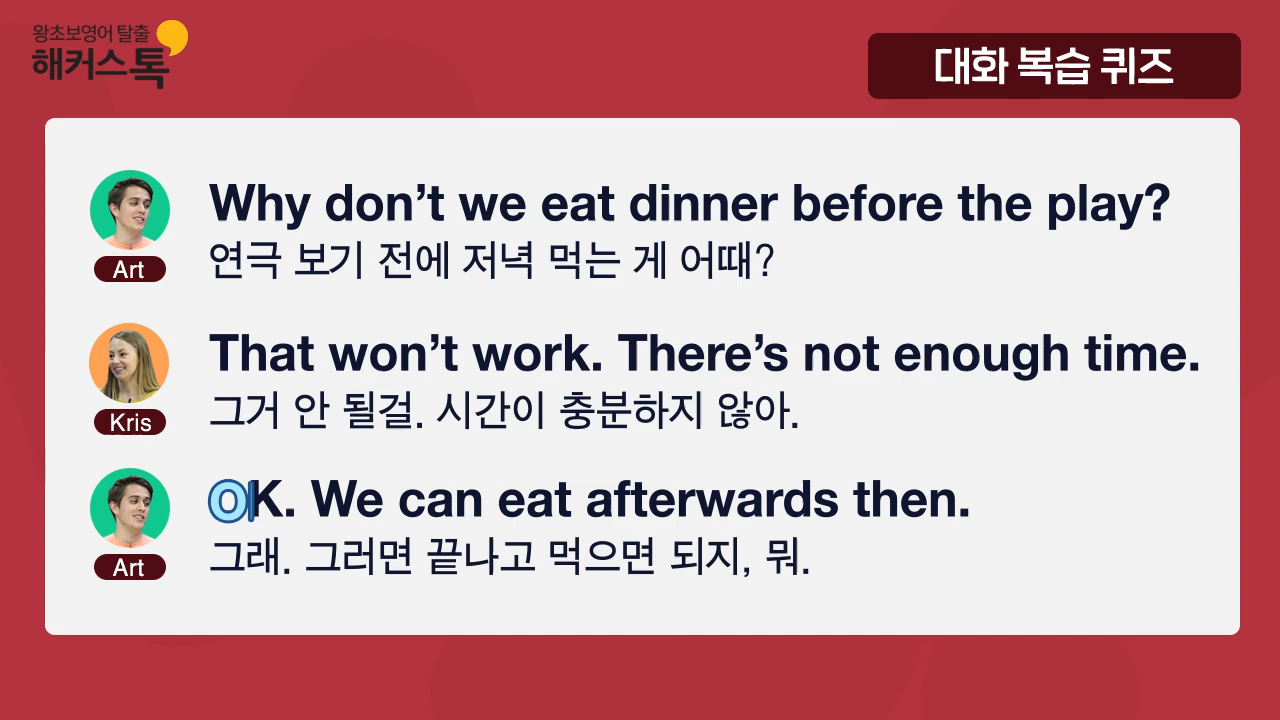 왕초보영어 탈출
해커스톡
대화 복습 퀴즈
Why don’t we eat dinner before the play?
연극 보기 전에 저녁 먹는 게 어때?
Art
That won’t work. There’s not enough time.
그거 안 될걸. 시간이 충분하지 않아.
Kris
OK. We can eat afterwards then.
그래. 그러면 끝나고 먹으면 되지, 뭐.
Art